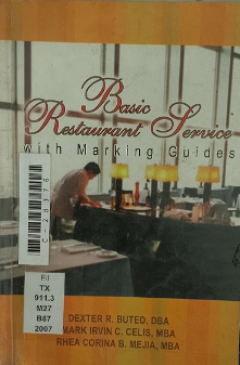 Basic
Restaurant Service
with Marking Guides
C-28376
Fil
TX
911.3
M27
B87
2007
DEXTER R. BUTED, DBA
MARK IRVIN C. CELIS, MBA
RHEA CORINA B. MEJIA, MBA